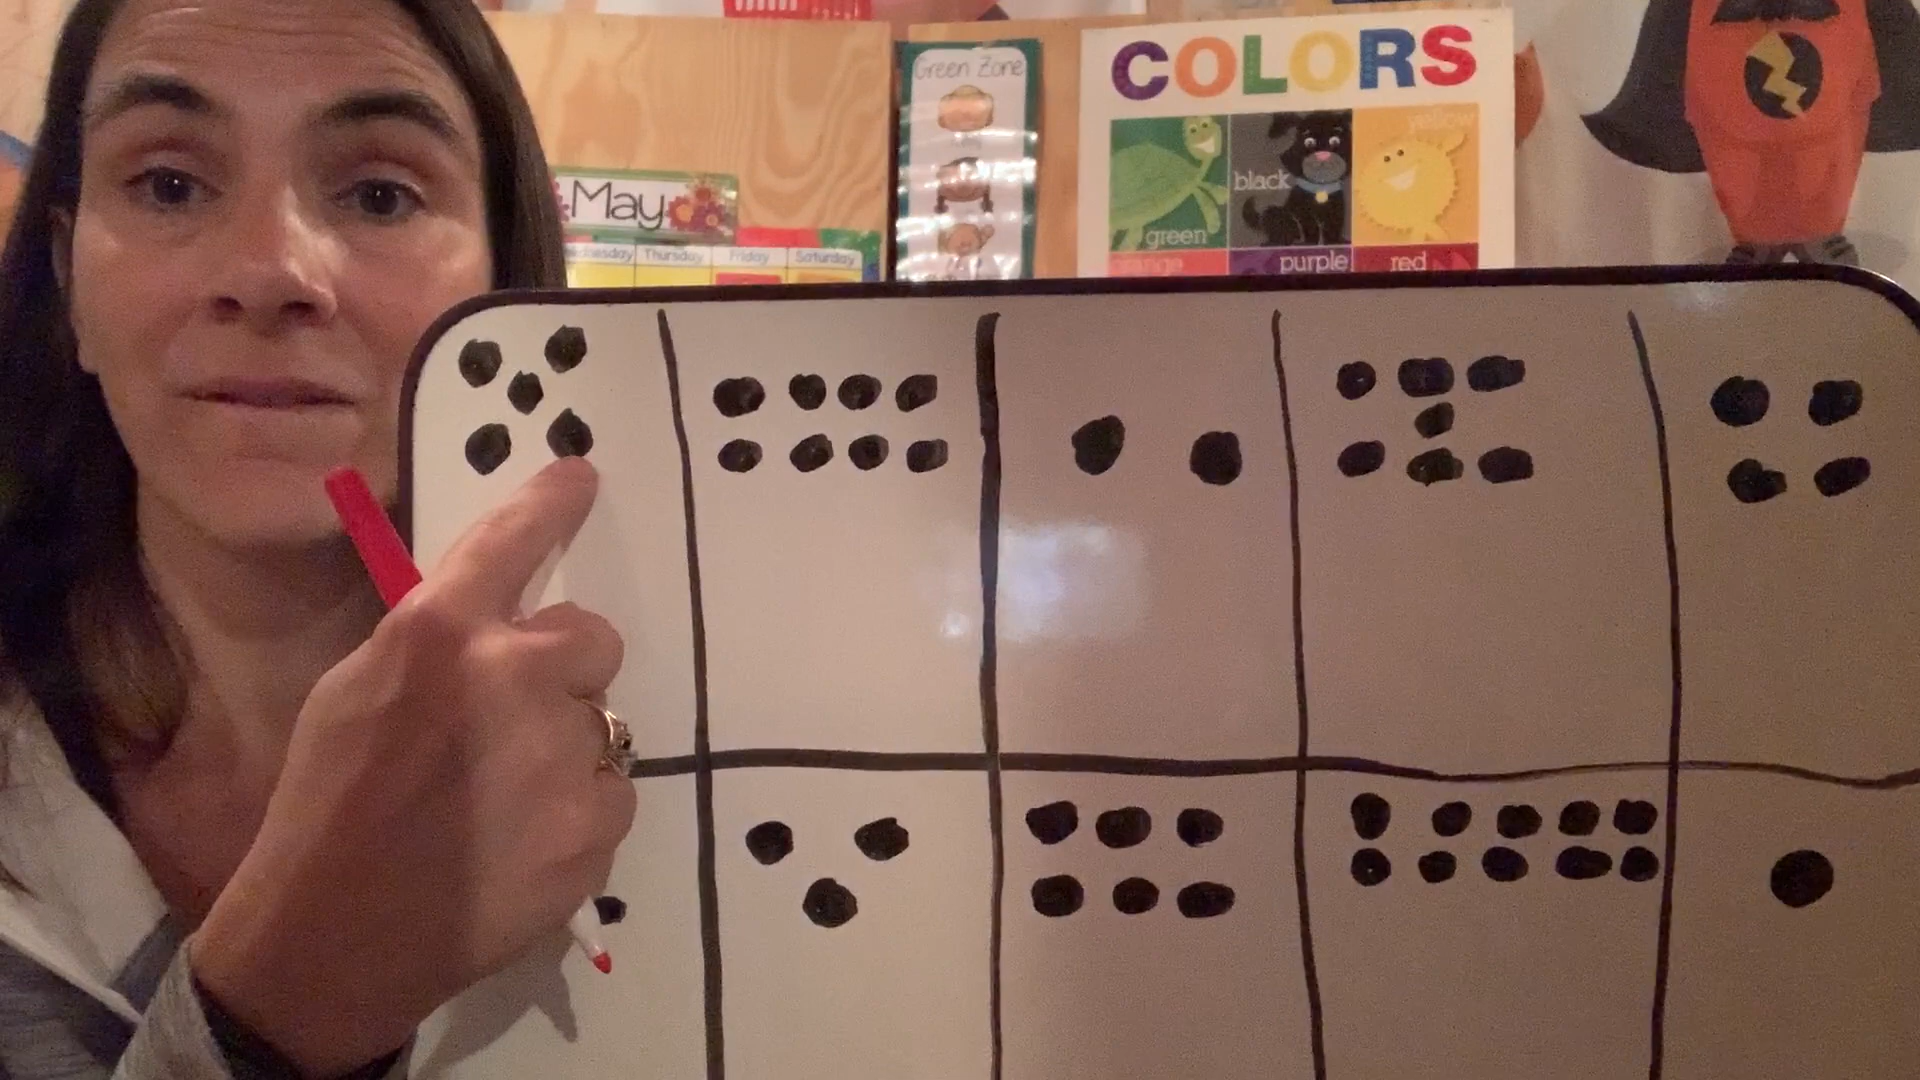 Green Zone
COLORS
May
yellow
black
green
Thursday Friday Saturday
orange purple red